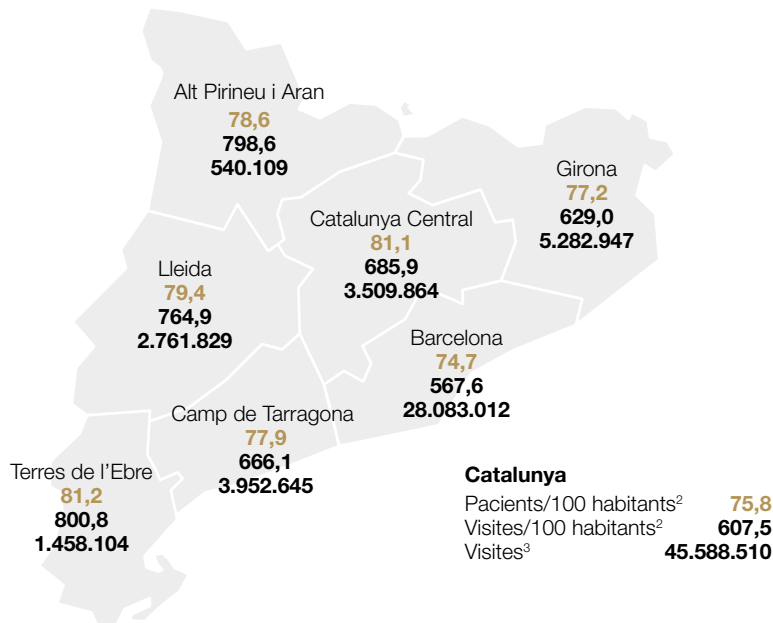 Alt Pirineu i Aran
78,6
798,6
540.109
Girona
77,2
629,0
5.282.947
Catalunya Central
81,1
685,9
3.509.864
Lleida
79,4
764,9
2.761.829
Barcelona
74,7
567,6
28.083.012
Camp de Tarragona
77,9
666,1
3.952.645
Terres de l’Ebre
81,2
800,8
1.458.104
Catalunya
Pacients/100 habitants² 75,8
Visites/100 habitants² 607,5
Visites³ 45.588.510